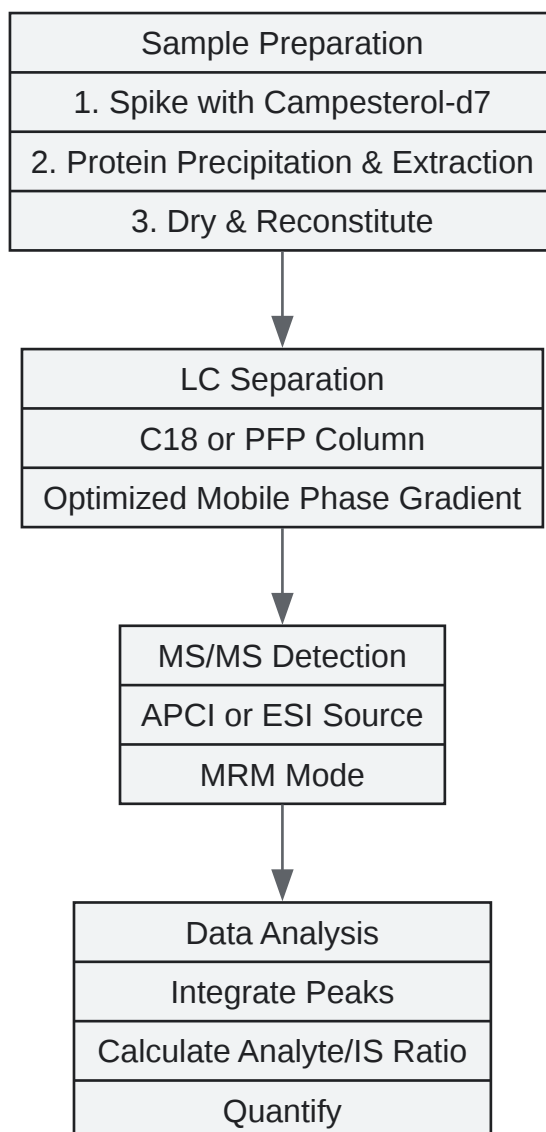 Sample Preparation
1. Spike with Campesterol-d7
2. Protein Precipitation & Extraction
3. Dry & Reconstitute
LC Separation
C18 or PFP Column
Optimized Mobile Phase Gradient
MS/MS Detection
APCI or ESI Source
MRM Mode
Data Analysis
Integrate Peaks
Calculate Analyte/IS Ratio
Quantify